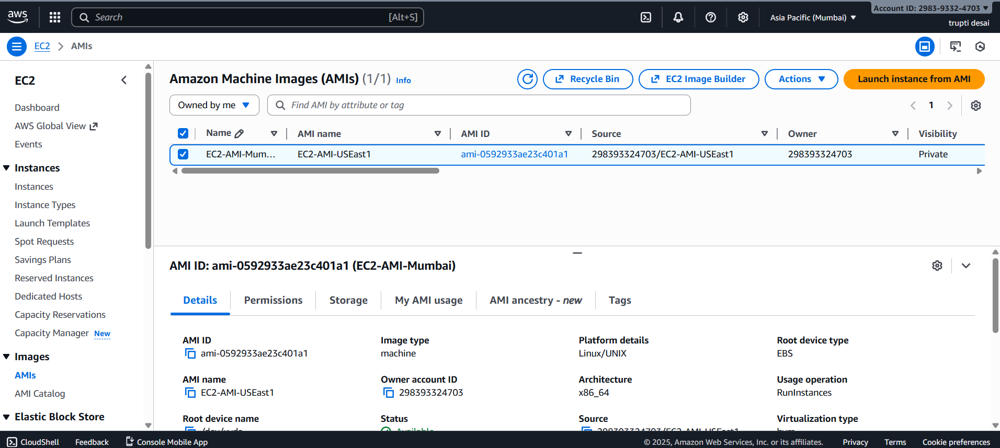 aws
Search [Alt+S]
Asia Pacific (Mumbai)
Account ID: 2983-9332-4703
trupti desai
EC2 AMIs
EC2
Dashboard
AWS Global View
Events
Instances
Instances
Instance Types
Launch Templates
Spot Requests
Savings Plans
Reserved Instances
Dedicated Hosts
Capacity Reservations
Capacity Manager New
Images
AMIs
AMI Catalog
Elastic Block Store
Amazon Machine Images (AMIs) (1/1) Info
Recycle Bin
EC2 Image Builder
Actions
Launch instance from AMI
Owned by me
Find AMI by attribute or tag
1
Name AMI name AMI ID Source Owner Visibility
EC2-AMI-Mum... EC2-AMI-USEast1 ami-0592933ae23c401a1 298393324703/EC2-AMI-USEast1 298393324703 Private
AMI ID: ami-0592933ae23c401a1 (EC2-AMI-Mumbai)
Details Permissions Storage My AMI usage AMI ancestry - new Tags
AMI ID Image type Platform details Root device type
ami-0592933ae23c401a1 machine Linux/UNIX EBS
AMI name Owner account ID Architecture Usage operation
EC2-AMI-USEast1 298393324703 x86_64 RunInstances
Root device name Status Source Virtualization type
Available 298393324703/EC2-AMI-USEast1
CloudShell Feedback Console Mobile App © 2025, Amazon Web Services, Inc. or its affiliates. Privacy Terms Cookie preferences